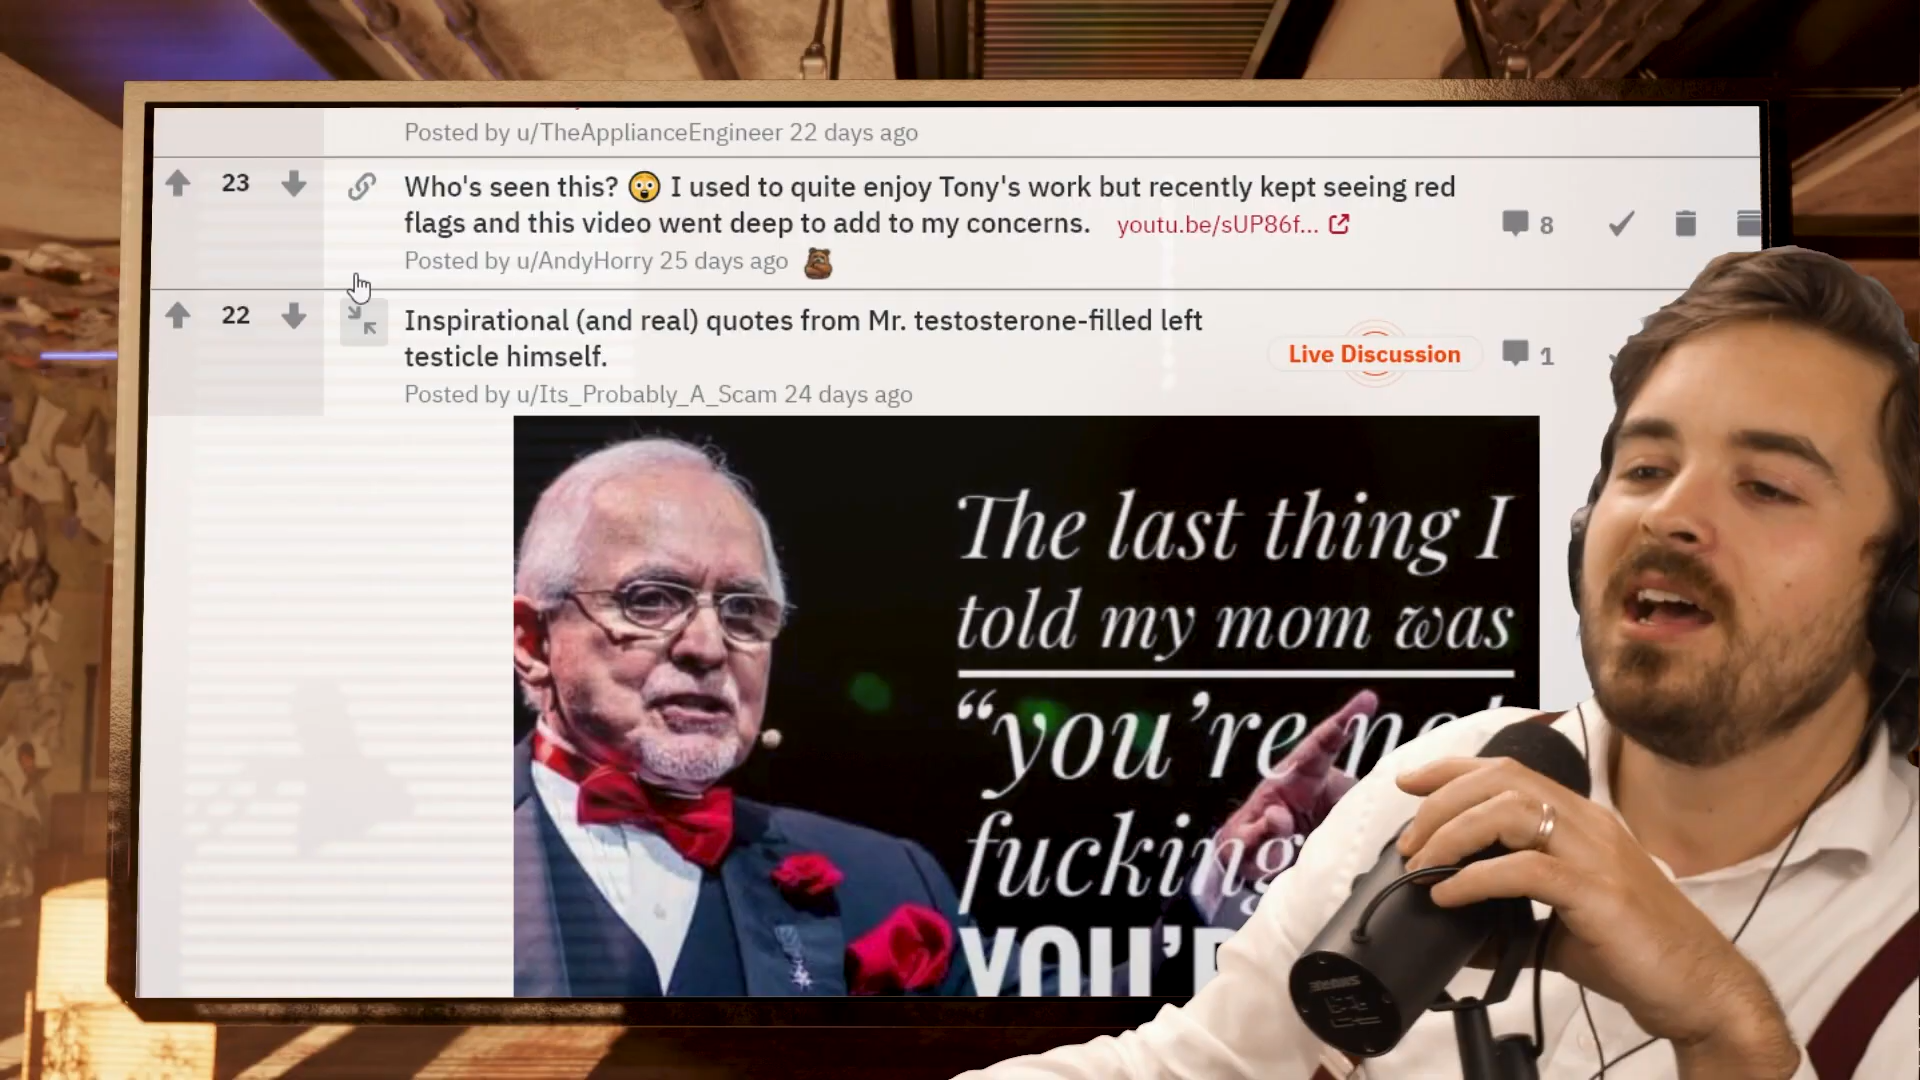 Posted by u/TheApplianceEngineer 22 days ago
23
Who's seen this? 😲 I used to quite enjoy Tony's work but recently kept seeing red
flags and this video went deep to add to my concerns. youtu.be/sUP86f...
8
Posted by u/AndyHorry 25 days ago
22
Inspirational (and real) quotes from Mr. testosterone-filled left
testicle himself.
Live Discussion
1
Posted by u/Its_Probably_A_Scam 24 days ago
The last thing I
told my mom was
“you’re
fucking